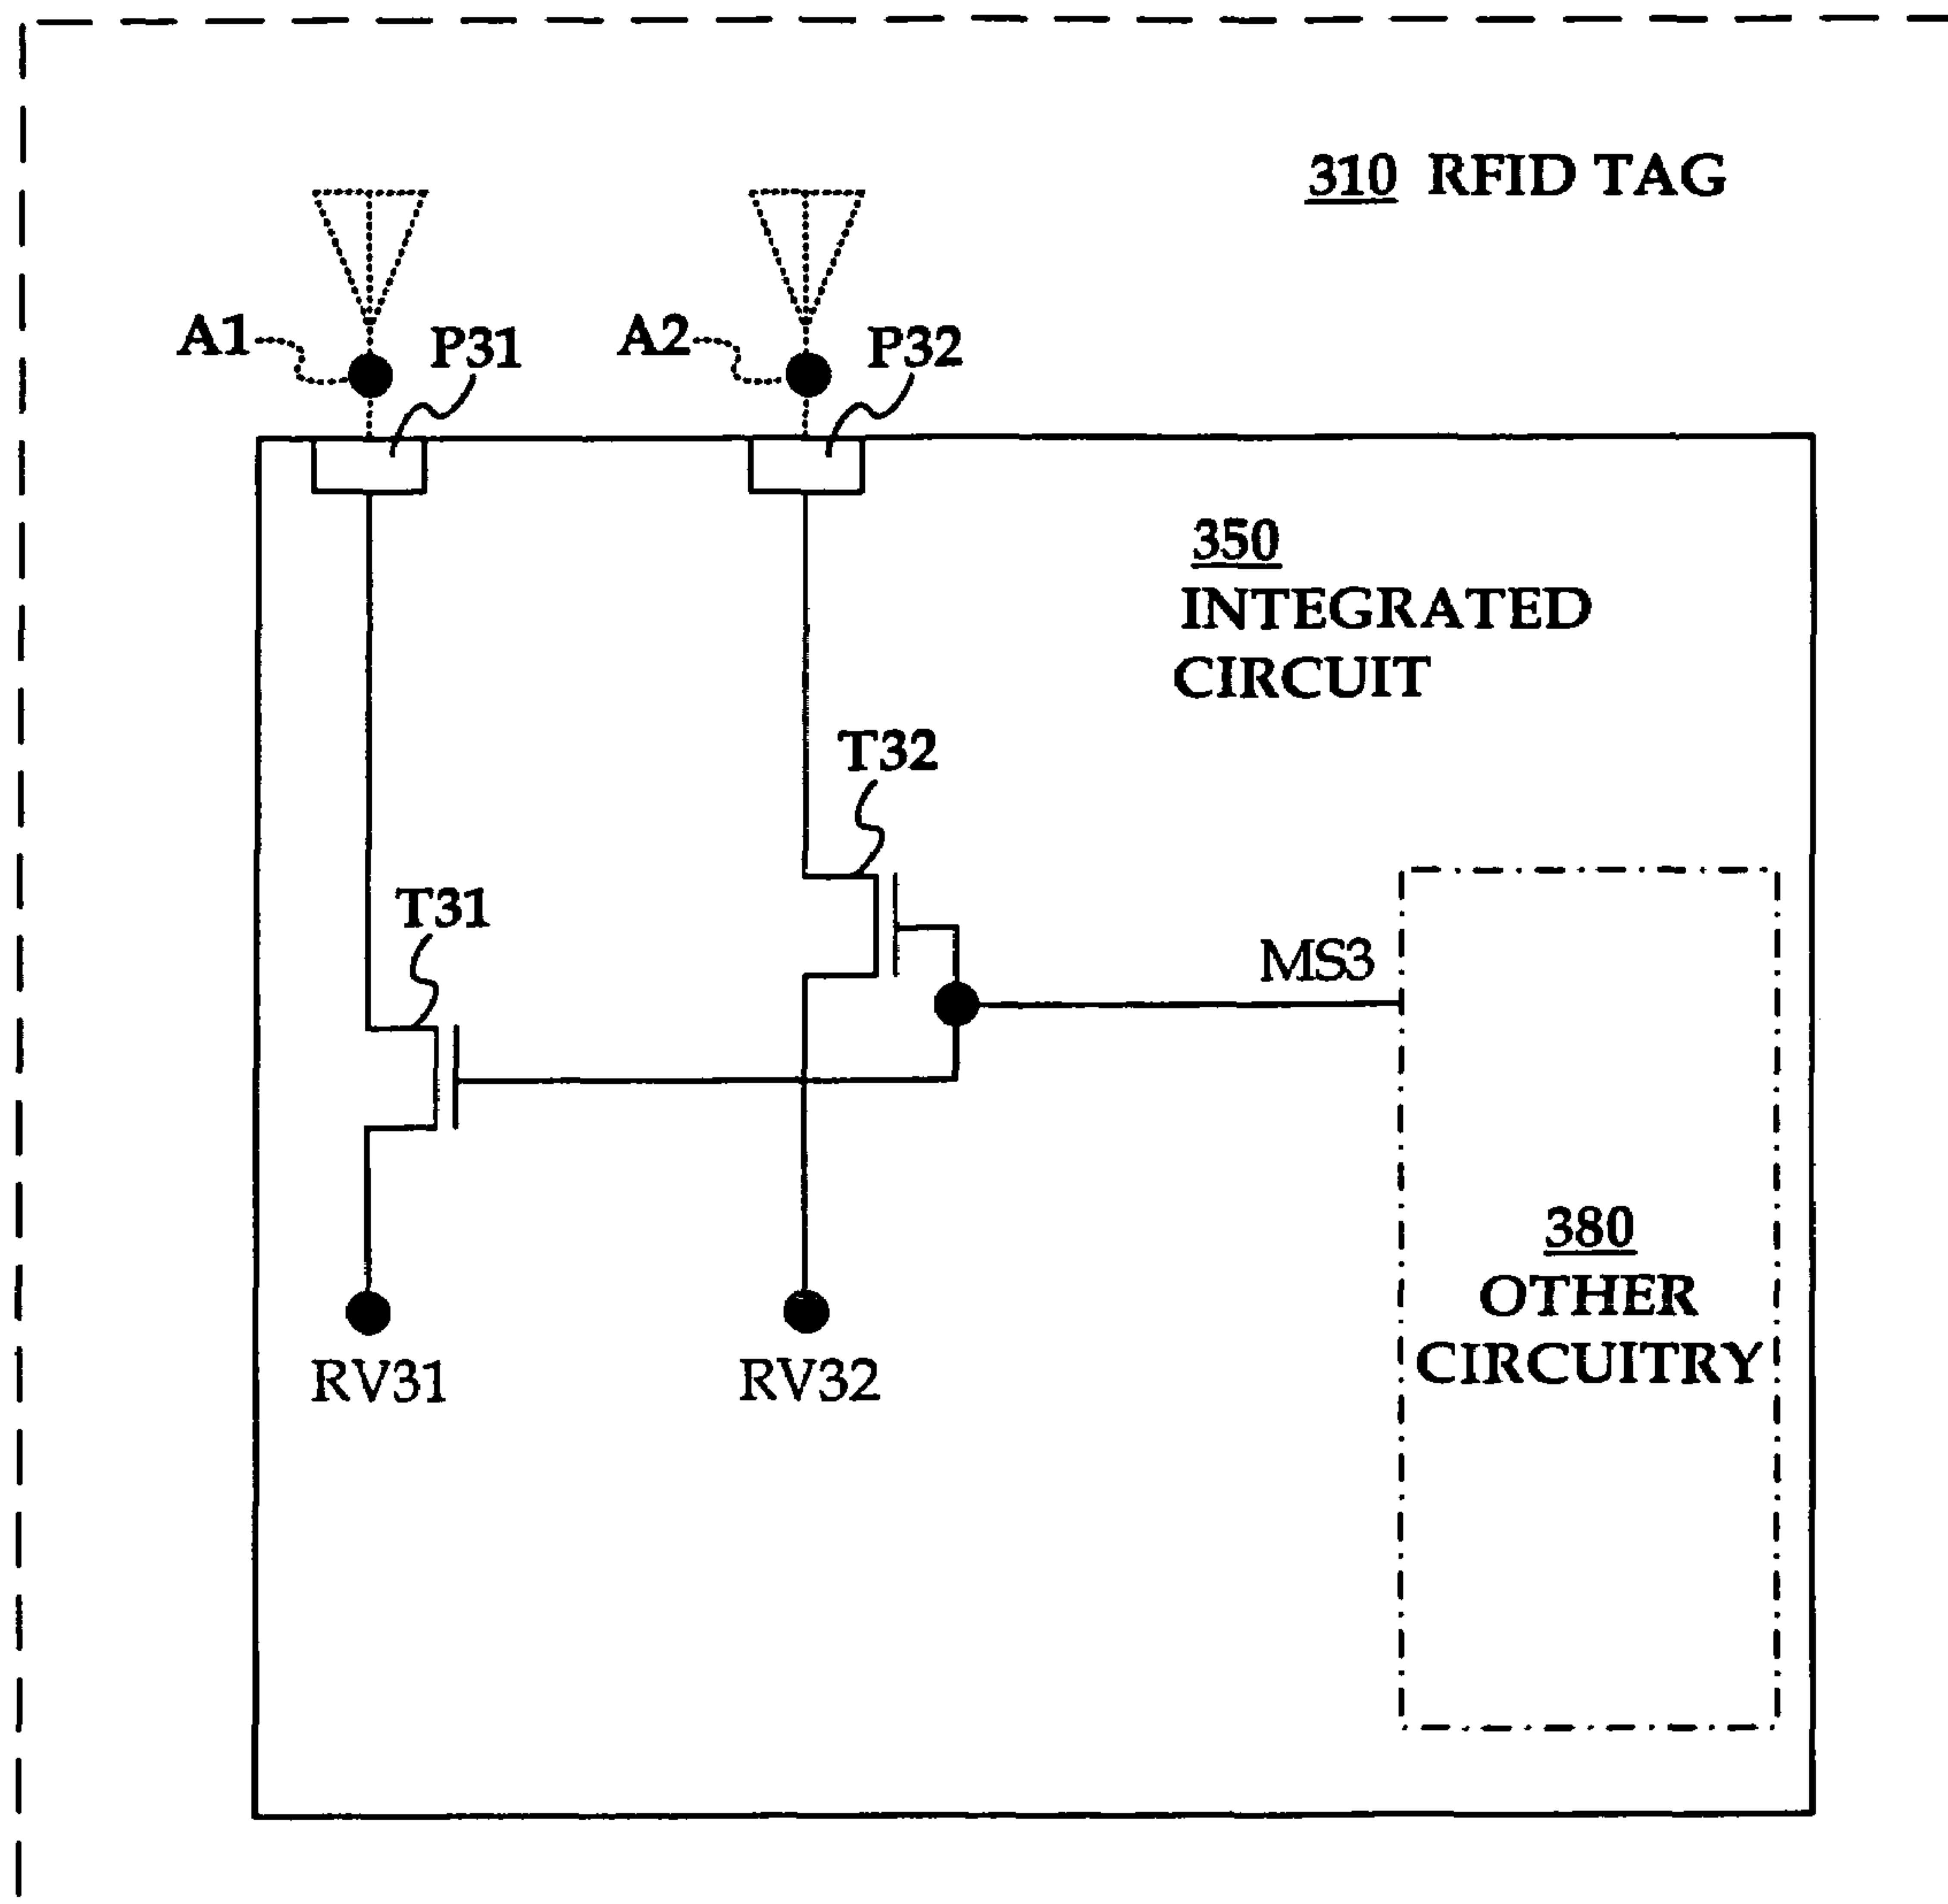 310 RFID TAG
A1
P31
A2
P32
350
INTEGRATED
CIRCUIT
T32
T31
MS3
380
OTHER
CIRCUITRY
RV31
RV32